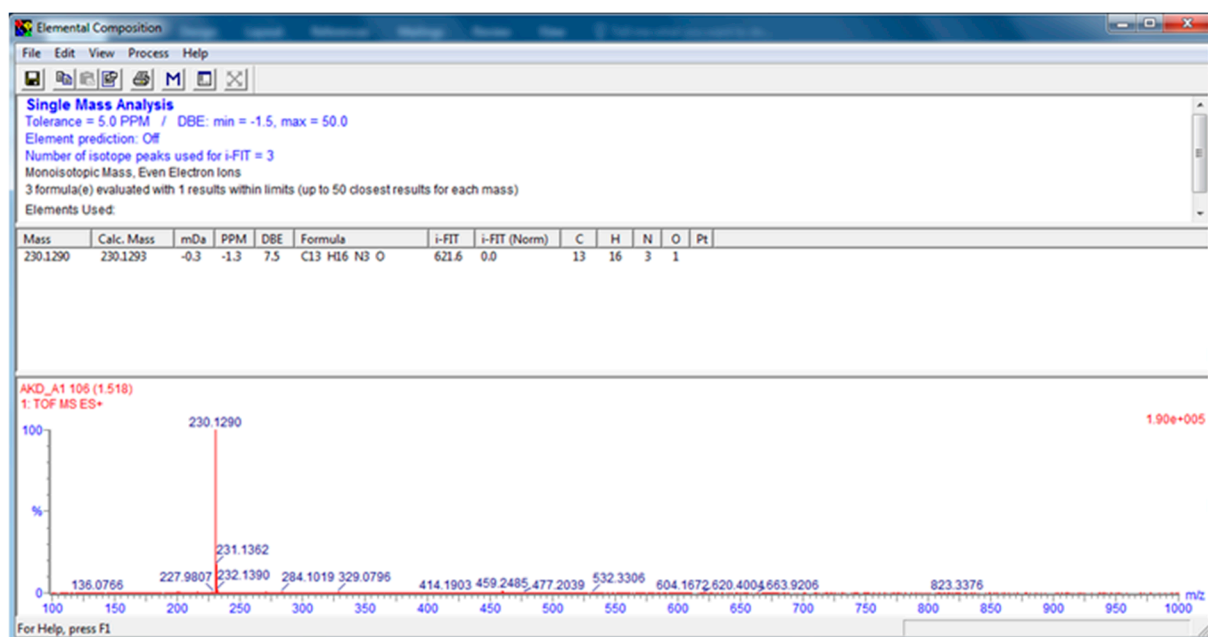 Elemental Composition
File Edit View Process Help
M
Single Mass Analysis
Tolerance = 5.0 PPM / DBE: min = -1.5, max = 50.0
Element prediction: Off
Number of isotope peaks used for i-FIT = 3
Monoisotopic Mass, Even Electron Ions
3 formula(e) evaluated with 1 results within limits (up to 50 closest results for each mass)
Elements Used:
Mass Calc. Mass mDa PPM DBE Formula i-FIT i-FIT (Norm) C H N O Pt
230.1290 230.1293 -0.3 -1.3 7.5 C13 H16 N3 O 621.6 0.0 13 16 3 1
AKD_A1 106 (1.518)
1: TOF MS ES+
230.1290 1.90e+005
100
%
231.1362
136.0766 227.9807 232.1390 284.1019 329.0796 414.1903 459.2485 477.2039 532.3306 604.1672 620.4004 663.9206 823.3376
0
100 150 200 250 300 350 400 450 500 550 600 650 700 750 800 850 900 950 1000 m/z
For Help, press F1